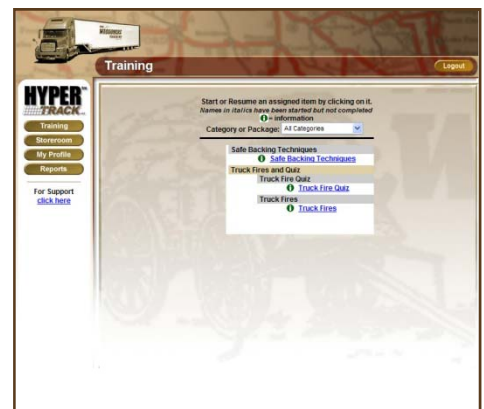 Training
Logout
HYPER
TRACK
Training
Storeroom
My Profile
Reports
For Support
click here
Start or Resume an assigned item by clicking on it.
Names in italics have been started but not completed
= information
Category or Package: All Categories
Safe Backing Techniques
Safe Backing Techniques
Truck Fires and Quiz
Truck Fire Quiz
Truck Fire Quiz
Truck Fires
Truck Fires